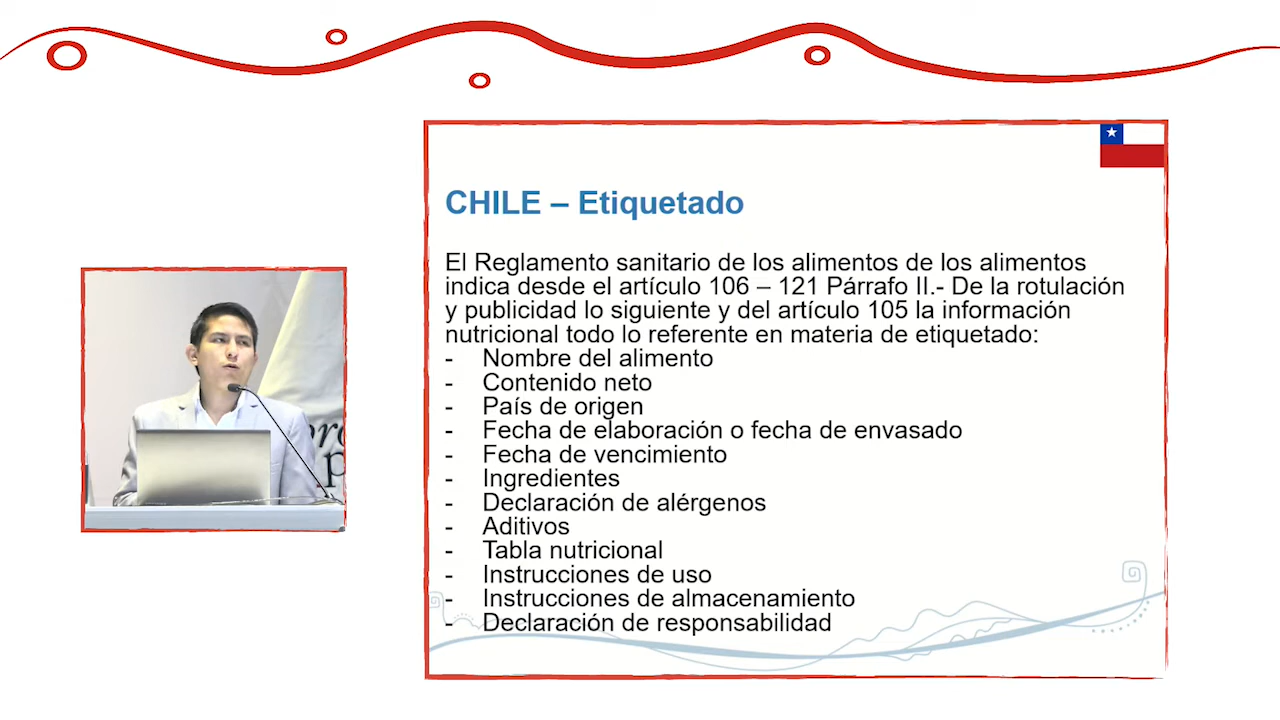 CHILE – Etiquetado
El Reglamento sanitario de los alimentos de los alimentos
indica desde el artículo 106 – 121 Párrafo II.- De la rotulación
y publicidad lo siguiente y del artículo 105 la información
nutricional todo lo referente en materia de etiquetado:
- Nombre del alimento
- Contenido neto
- País de origen
- Fecha de elaboración o fecha de envasado
- Fecha de vencimiento
- Ingredientes
- Declaración de alérgenos
- Aditivos
- Tabla nutricional
- Instrucciones de uso
- Instrucciones de almacenamiento
- Declaración de responsabilidad